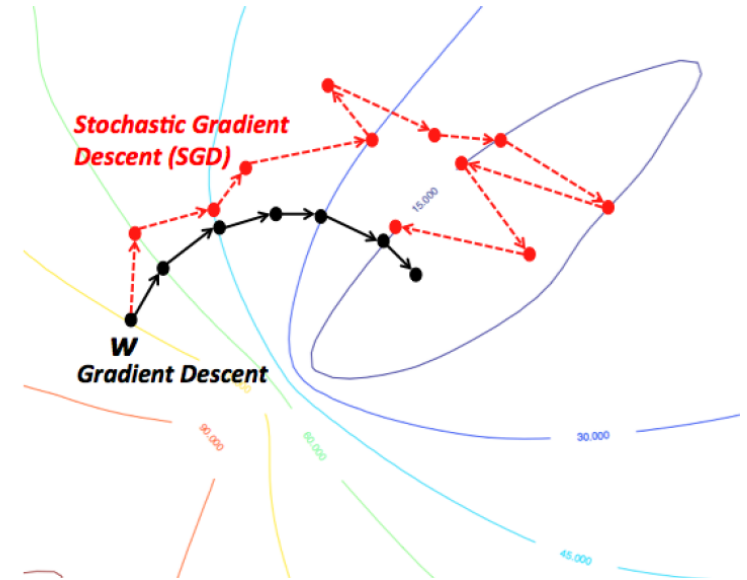 Stochastic Gradient
Descent (SGD)
15.000
W
Gradient Descent
90.000
60.000
30.000
45.000